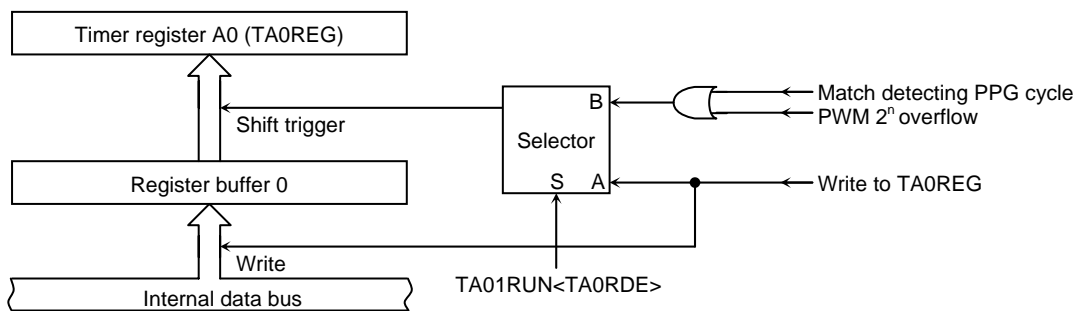 Timer register A0 (TA0REG)
Shift trigger
B
Selector
S A
Match detecting PPG cycle
PWM 2ⁿ overflow
Register buffer 0
Write to TA0REG
Write
TA01RUN<TA0RDE>
Internal data bus